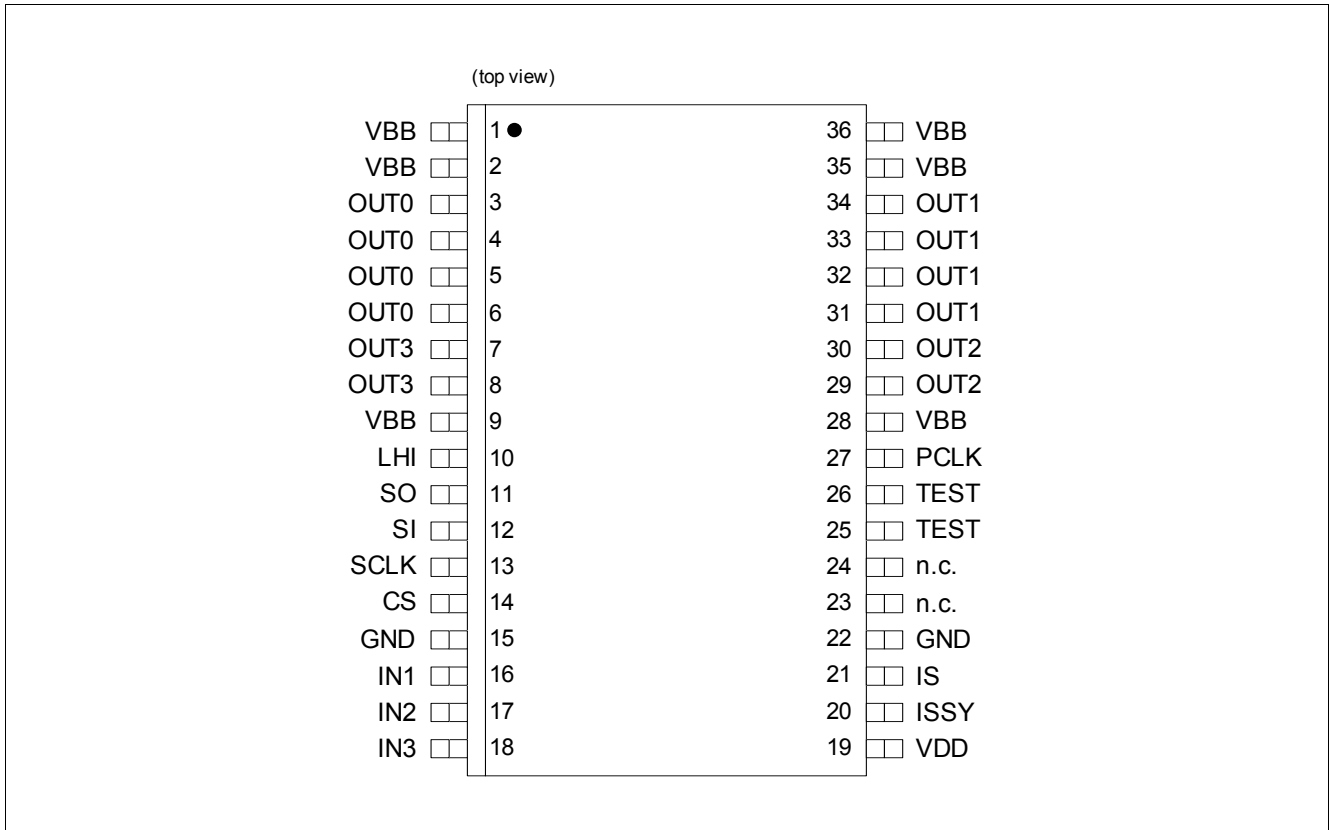 (top view)
VBB 1 36 VBB
VBB 2 35 VBB
OUT0 3 34 OUT1
OUT0 4 33 OUT1
OUT0 5 32 OUT1
OUT0 6 31 OUT1
OUT3 7 30 OUT2
OUT3 8 29 OUT2
VBB 9 28 VBB
LHI 10 27 PCLK
SO 11 26 TEST
SI 12 25 TEST
SCLK 13 24 n.c.
CS 14 23 n.c.
GND 15 22 GND
IN1 16 21 IS
IN2 17 20 ISSY
IN3 18 19 VDD